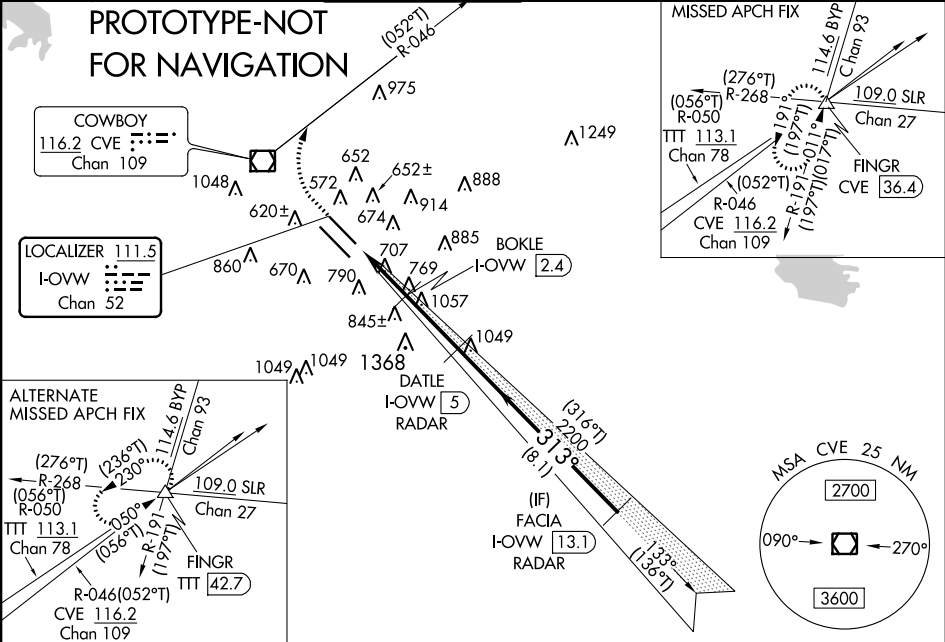 PROTOTYPE-NOT
FOR NAVIGATION
(052°T)
R-046
COWBOY
116.2 CVE
Chan 109
975
1249
1048
652
652±
572
888
914
620±
674
LOCALIZER 111.5
I-OVW
Chan 52
860
670
790
707
885
769
BOKLE
I-OVW 2.4
1057
845±
1049
1368
1049
1049
DATLE
I-OVW 5
RADAR
(316°T)
2200
313°
(8.1)
(IF)
FACIA
I-OVW 13.1
RADAR
133°
(136°T)
MISSED APCH FIX
114.6 BYP
Chan 93
(276°T)
R-268
109.0 SLR
Chan 27
(056°T)
R-050
TTT 113.1
Chan 78
191°
(197°T)
011°
(017°T)
R-191
(197°T)
(052°T)
R-046
CVE 116.2
Chan 109
FINGR
CVE 36.4
ALTERNATE
MISSED APCH FIX
114.6 BYP
Chan 93
(276°T)
R-268
(236°T)
230°
109.0 SLR
Chan 27
(056°T)
R-050
TTT 113.1
Chan 78
050°
(056°T)
R-191
(197°T)
FINGR
TTT 42.7
R-046(052°T)
CVE 116.2
Chan 109
MSA CVE 25 NM
2700
090°
270°
3600